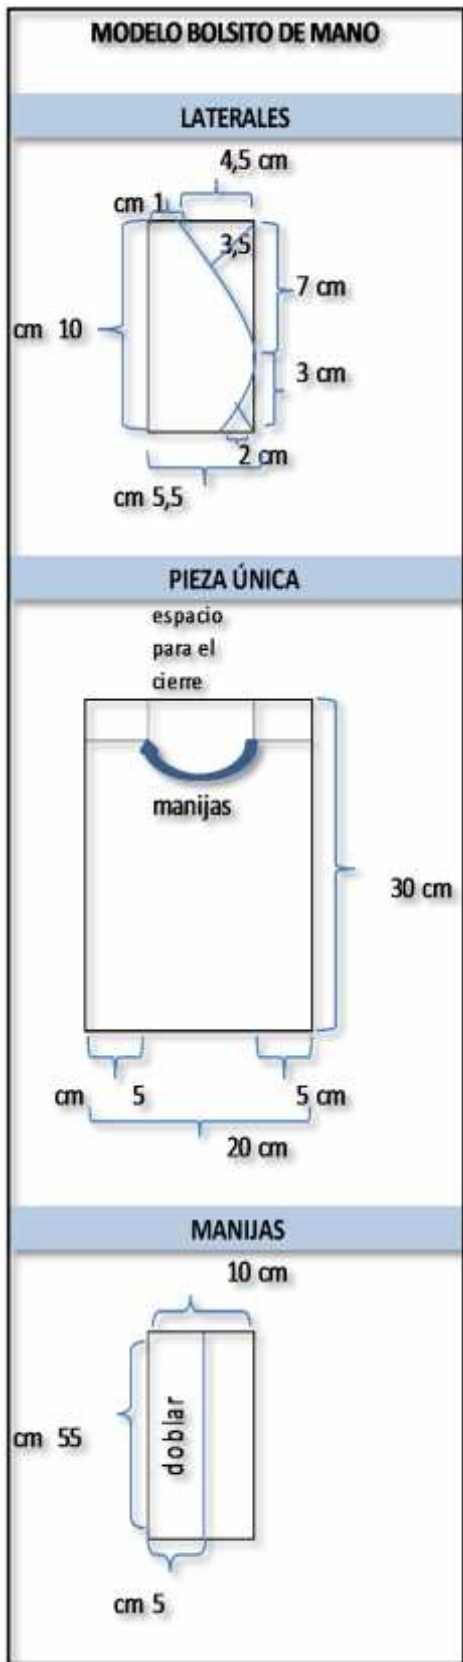 MODELO BOLSITO DE MANO
LATERALES
4,5 cm
cm 1
3,5
7 cm
cm 10
3 cm
2 cm
cm 5,5
PIEZA ÚNICA
espacio
para el
cierre
manijas
30 cm
cm 5
5 cm
20 cm
MANIJAS
10 cm
cm 55
doblar
cm 5